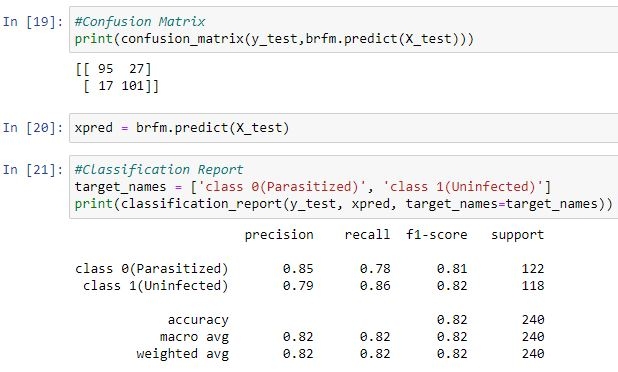 In [19]: #Confusion Matrix
print(confusion_matrix(y_test,brfm.predict(X_test)))
[[ 95  27]
 [ 17 101]]
In [20]: xpred = brfm.predict(X_test)
In [21]: #Classification Report
target_names = ['class 0(Parasitized)', 'class 1(Uninfected)']
print(classification_report(y_test, xpred, target_names=target_names))
precision recall f1-score support
class 0(Parasitized) 0.85 0.78 0.81 122
class 1(Uninfected) 0.79 0.86 0.82 118
accuracy 0.82 240
macro avg 0.82 0.82 0.82 240
weighted avg 0.82 0.82 0.82 240